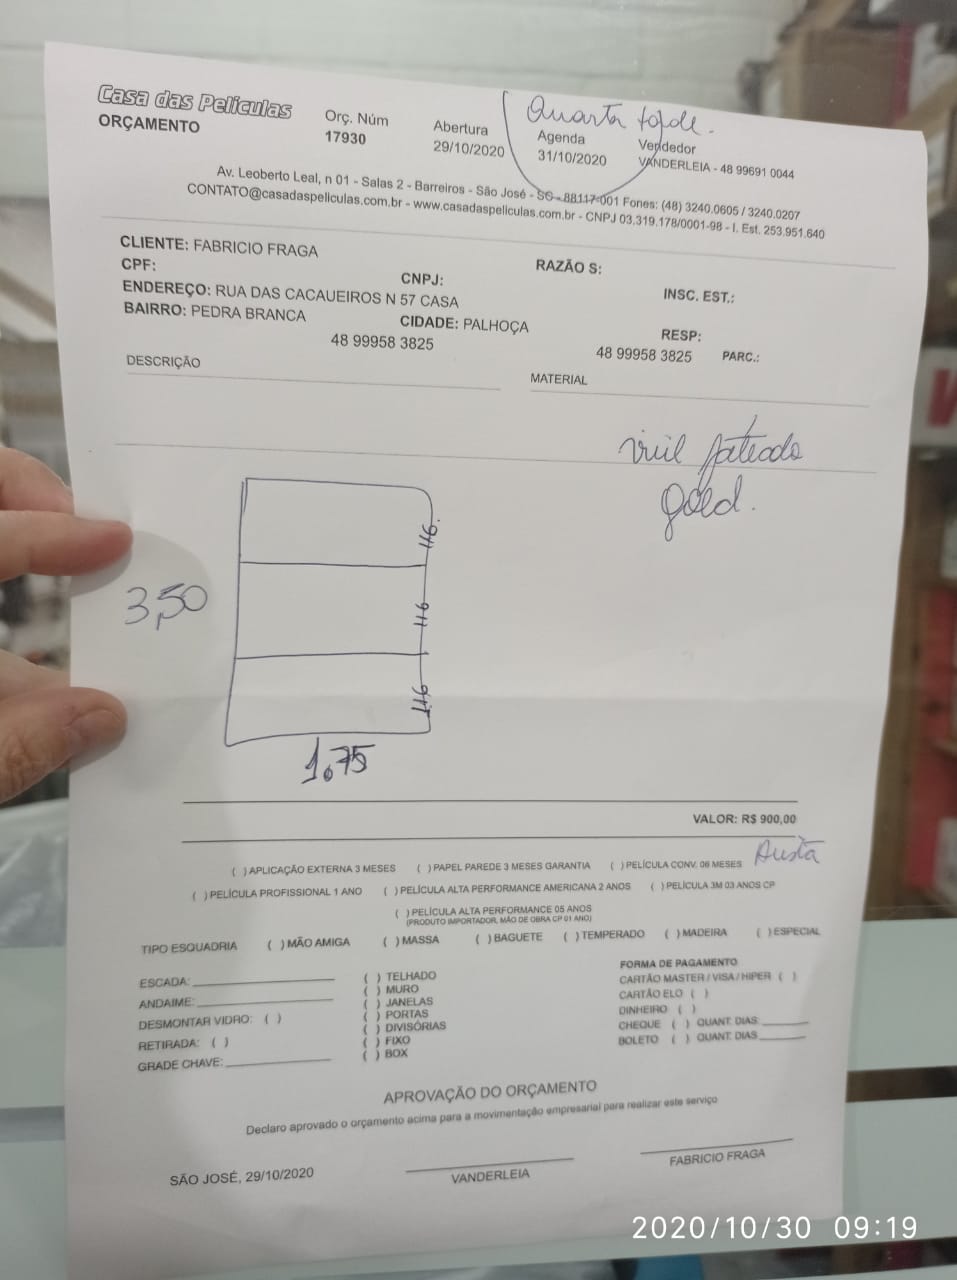 Casa das Películas
ORÇAMENTO
Orç. Núm
17930
Abertura
29/10/2020
Quarta
Agenda
31/10/2020
Vendedor
VANDERLEIA - 48 99691 0044
Av. Leoberto Leal, n 01 - Salas 2 - Barreiros - São José - SC - 88117-001 Fones: (48) 3240.0605 / 3240.0207
CONTATO@casadaspeliculas.com.br - www.casadaspeliculas.com.br - CNPJ 03.319.178/0001-98 - I. Est. 253.951.640
CLIENTE: FABRICIO FRAGA
RAZÃO S:
CPF:
CNPJ:
INSC. EST.:
ENDEREÇO: RUA DAS CACAUEIROS N 57 CASA
BAIRRO: PEDRA BRANCA
CIDADE: PALHOÇA
RESP:
48 99958 3825
48 99958 3825
PARC.:
DESCRIÇÃO
MATERIAL
gold.
116
3,50
116
116
1.75
VALOR: R$ 900,00
( ) APLICAÇÃO EXTERNA 3 MESES ( ) PAPEL PAREDE 3 MESES GARANTIA ( ) PELÍCULA CONV. 06 MESES
( ) PELÍCULA PROFISSIONAL 1 ANO ( ) PELÍCULA ALTA PERFORMANCE AMERICANA 2 ANOS ( ) PELÍCULA 3M 03 ANOS CP
( ) PELÍCULA ALTA PERFORMANCE 05 ANOS
(PRODUTO IMPORTADOR, MÃO DE OBRA CP 01 ANO)
TIPO ESQUADRIA ( ) MÃO AMIGA ( ) MASSA ( ) BAGUETE ( ) TEMPERADO ( ) MADEIRA ( ) ESPECIAL
ESCADA:
ANDAIME:
DESMONTAR VIDRO: ( )
RETIRADA: ( )
GRADE CHAVE:
( ) TELHADO
( ) MURO
( ) JANELAS
( ) PORTAS
( ) DIVISÓRIAS
( ) FIXO
( ) BOX
FORMA DE PAGAMENTO
CARTÃO MASTER / VISA / HIPER ( )
CARTÃO ELO ( )
DINHEIRO ( )
CHEQUE ( ) QUANT. DIAS:
BOLETO ( ) QUANT. DIAS
APROVAÇÃO DO ORÇAMENTO
Declaro aprovado o orçamento acima para a movimentação empresarial para realizar este serviço
SÃO JOSÉ, 29/10/2020
VANDERLEIA
FABRICIO FRAGA
2020/10/30 09:19